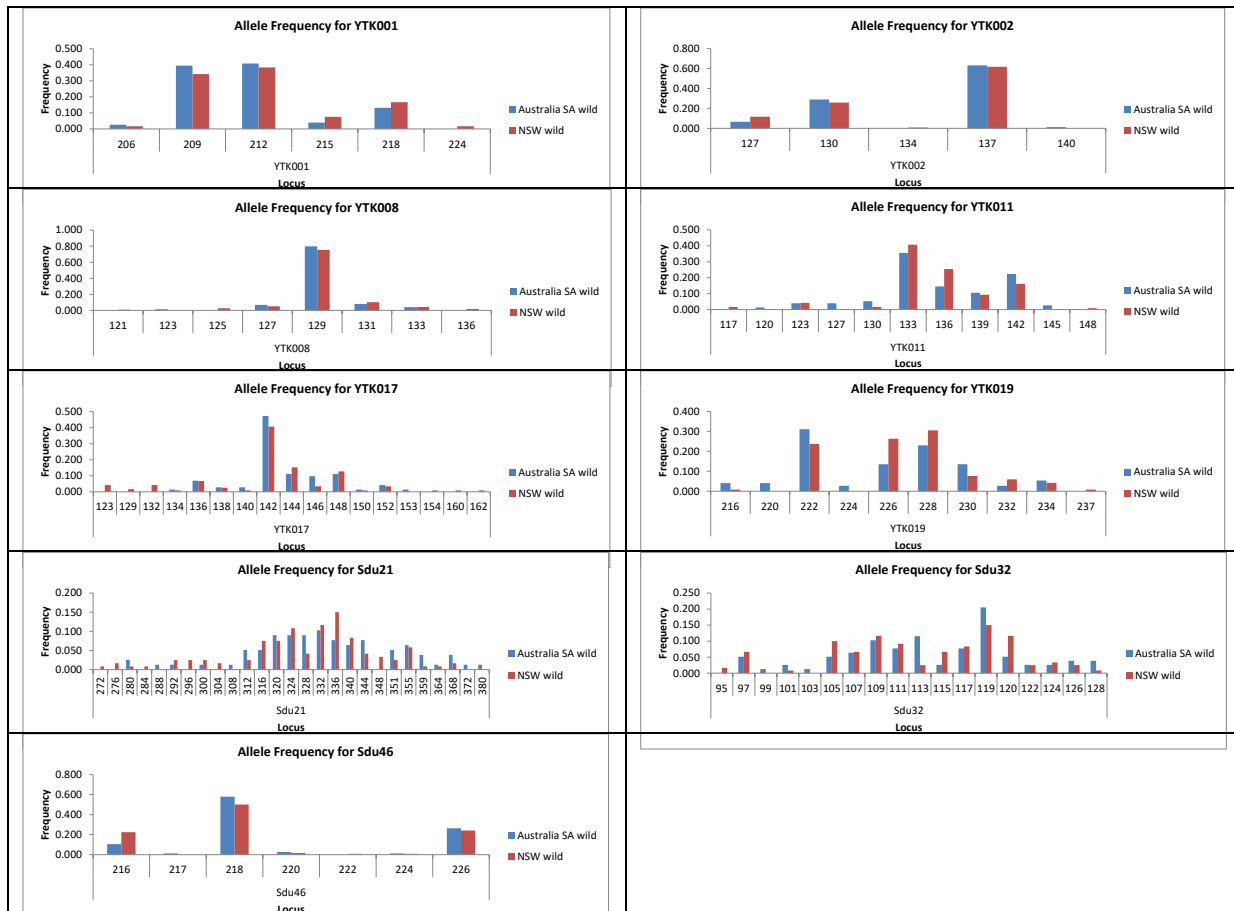 Allele Frequency for YTK001
0.500
0.400
0.300
0.200
0.100
0.000
Frequency
206 209 212 215 218 224
YTK001
Locus
Australia SA wild
NSW wild
Allele Frequency for YTK002
0.800
0.600
0.400
0.200
0.000
Frequency
127 130 134 137 140
YTK002
Locus
Australia SA wild
NSW wild
Allele Frequency for YTK008
1.000
0.800
0.600
0.400
0.200
0.000
Frequency
121 123 125 127 129 131 133 136
YTK008
Locus
Australia SA wild
NSW wild
Allele Frequency for YTK011
0.500
0.400
0.300
0.200
0.100
0.000
Frequency
117 120 123 127 130 133 136 139 142 145 148
YTK011
Locus
Australia SA wild
NSW wild
Allele Frequency for YTK017
0.500
0.400
0.300
0.200
0.100
0.000
Frequency
123 129 132 134 136 138 140 142 144 146 148 150 152 153 154 160 162
YTK017
Locus
Australia SA wild
NSW wild
Allele Frequency for YTK019
0.400
0.300
0.200
0.100
0.000
Frequency
216 220 222 224 226 228 230 232 234 237
YTK019
Locus
Australia SA wild
NSW wild
Allele Frequency for Sdu21
0.200
0.150
0.100
0.050
0.000
Frequency
272 276 280 284 288 292 296 300 304 308 312 316 320 324 328 332 336 340 344 348 351 355 359 364 368 372 380
Sdu21
Locus
Australia SA wild
NSW wild
Allele Frequency for Sdu32
0.250
0.200
0.150
0.100
0.050
0.000
Frequency
95 97 99 101 103 105 107 109 111 113 115 117 119 120 122 124 126 128
Sdu32
Locus
Australia SA wild
NSW wild
Allele Frequency for Sdu46
0.800
0.600
0.400
0.200
0.000
Frequency
216 217 218 220 222 224 226
Sdu46
Locus
Australia SA wild
NSW wild